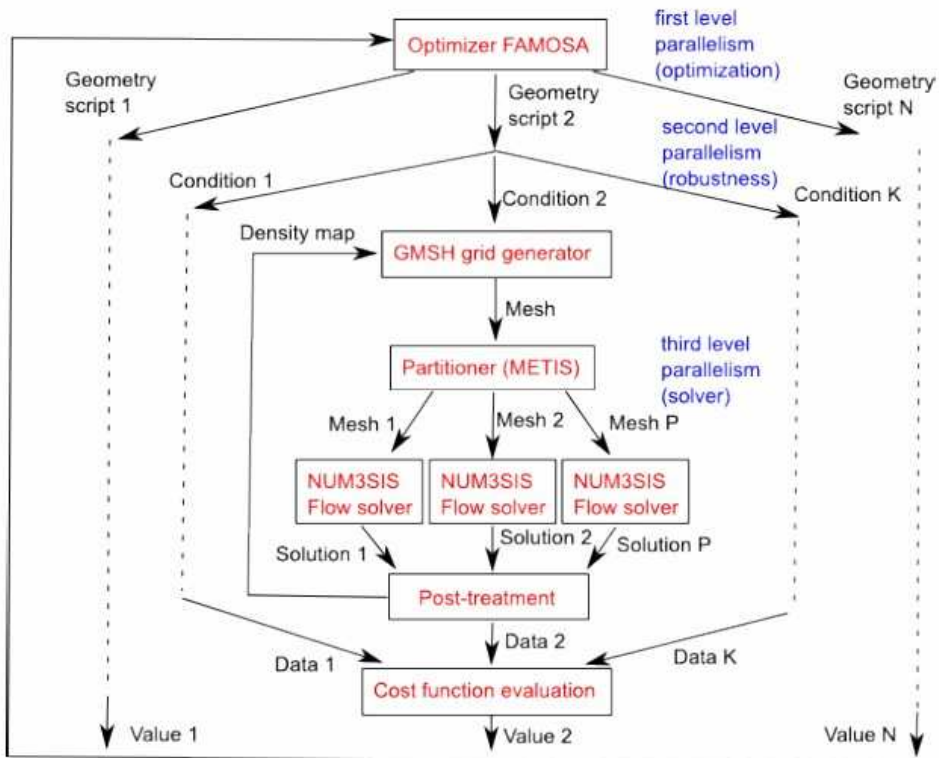 first level
parallelism
(optimization)
Optimizer FAMOSA
Geometry
script 1
Geometry
script 2
Geometry
script N
second level
parallelism
(robustness)
Condition 1
Condition 2
Condition K
Density map
GMSH grid generator
Mesh
third level
parallelism
(solver)
Partitioner (METIS)
Mesh 1
Mesh 2
Mesh P
NUM3SIS
Flow solver
NUM3SIS
Flow solver
NUM3SIS
Flow solver
Solution 1
Solution 2
Solution P
Post-treatment
Data 1
Data 2
Data K
Cost function evaluation
Value 1
Value 2
Value N